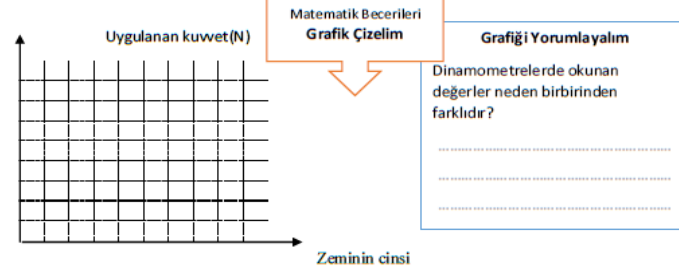 Matematik Becerileri
Grafik Çizelim
Uygulanan kuvvet(N)
Zeminin cinsi
Grafiği Yorumlayalım
Dinamometrelerde okunan
değerler neden birbirinden
farklıdır?